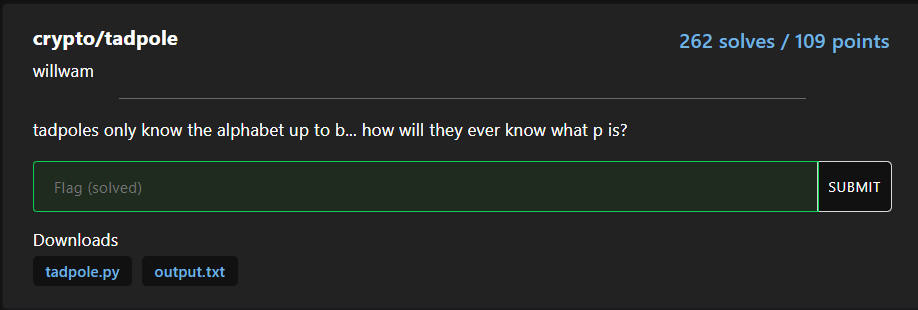 crypto/tadpole
262 solves / 109 points
willwam
tadpoles only know the alphabet up to b... how will they ever know what p is?
Flag (solved)
SUBMIT
Downloads
tadpole.py
output.txt